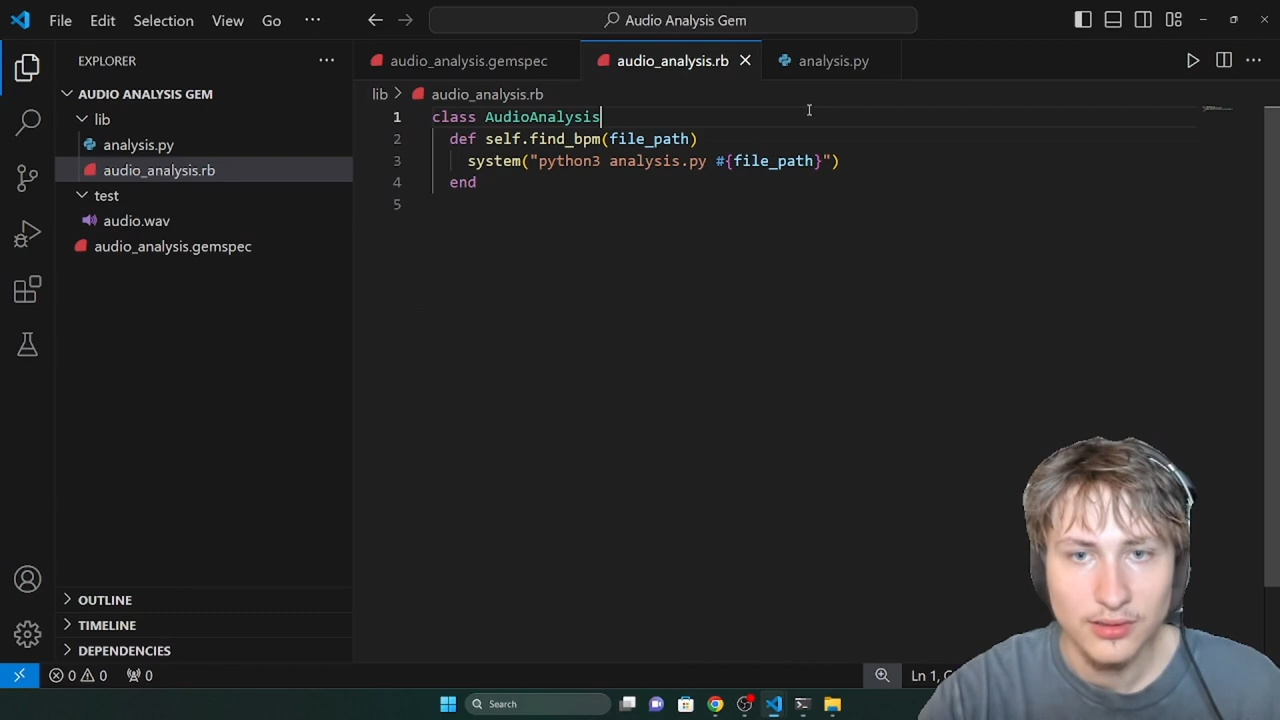 File Edit Selection View Go ··· Audio Analysis Gem
EXPLORER ···
audio_analysis.gemspec audio_analysis.rb analysis.py
AUDIO ANALYSIS GEM
lib
analysis.py
audio_analysis.rb
test
audio.wav
audio_analysis.gemspec
OUTLINE
TIMELINE
DEPENDENCIES
lib > audio_analysis.rb
1 class AudioAnalysis
2 def self.find_bpm(file_path)
3 system("python3 analysis.py #{file_path}")
4 end
5
0 0 0 Ln 1,
Search